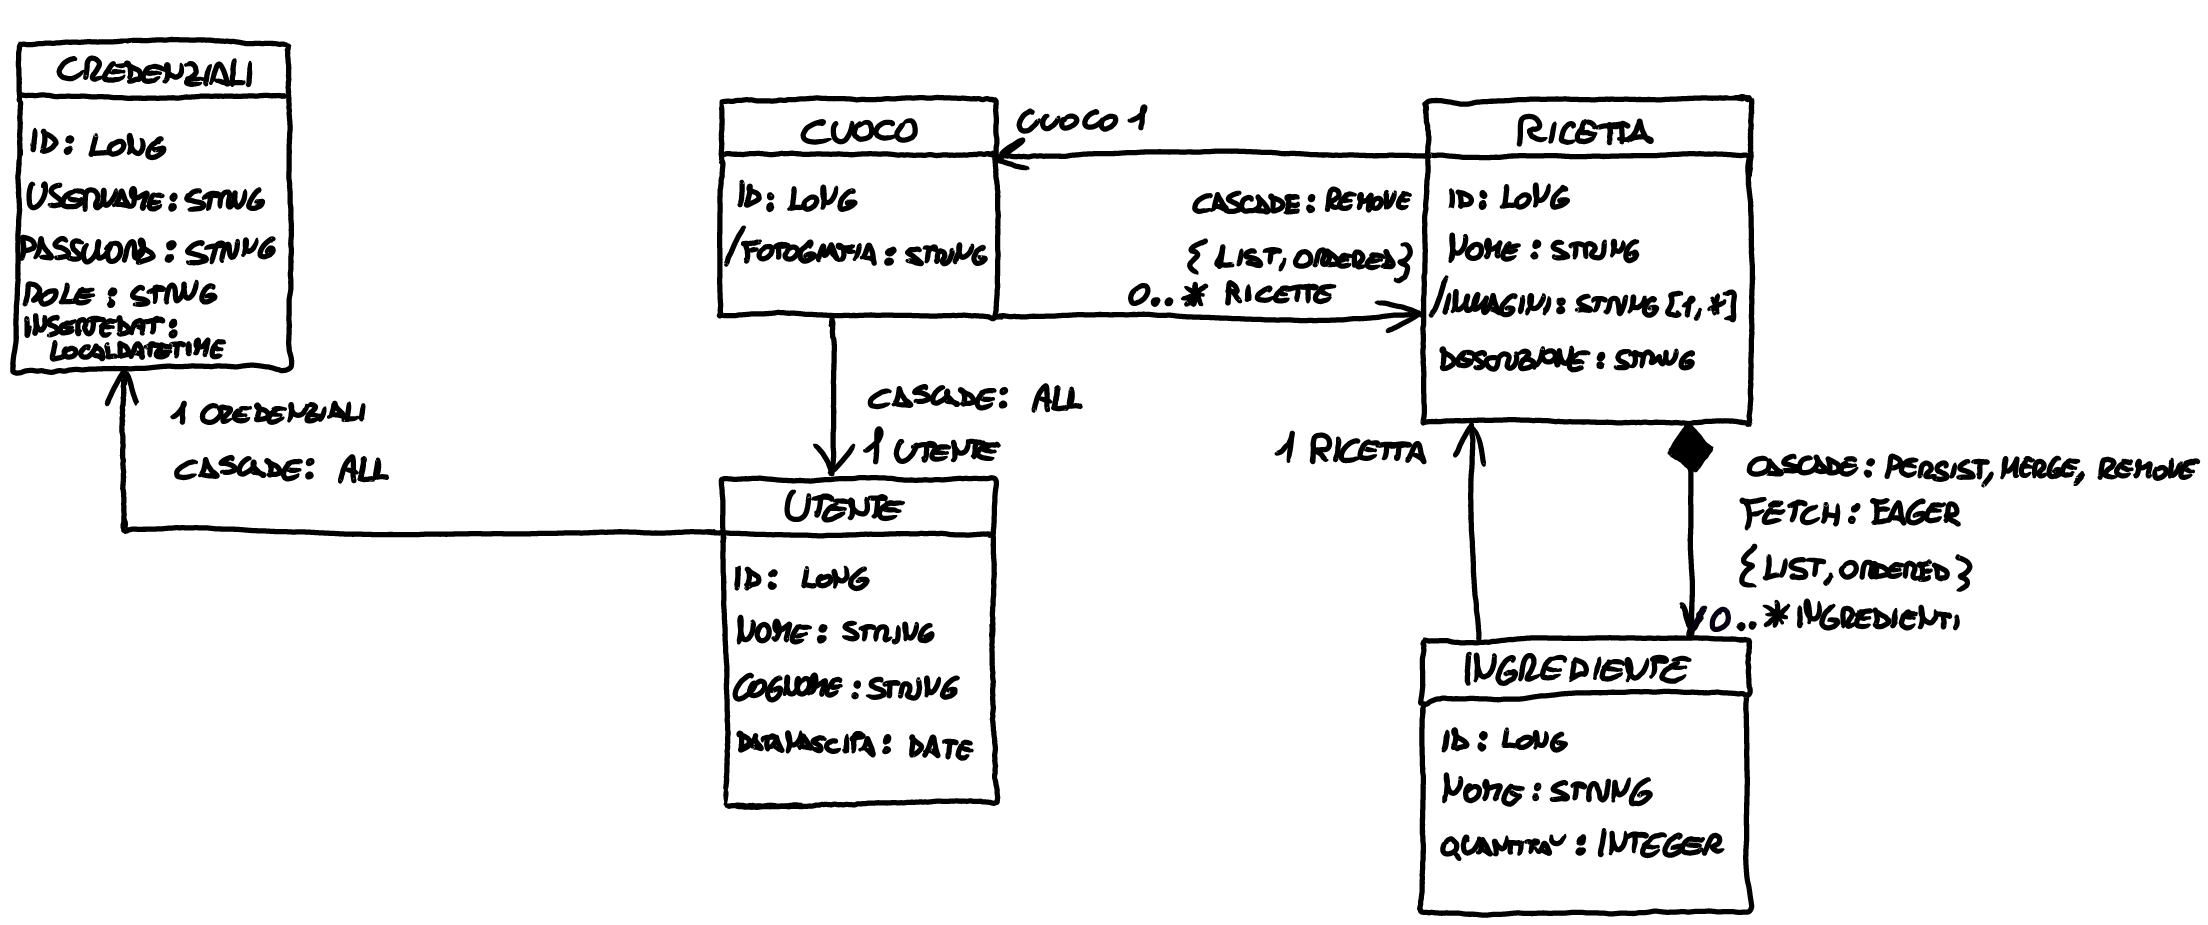 CREDENZIALI
ID: LONG
USERNAME: STRING
PASSWORD: STRING
ROLE: STRING
INSERTEDAT:
LOCALDATETIME
1 CREDENZIALI
CASCADE: ALL
CUOCO
ID: LONG
/FOTOGRAFIA: STRING
CUOCO 1
CASCADE: REMOVE
{LIST, ORDERED}
0..* RICETTE
CASCADE: ALL
1 UTENTE
UTENTE
ID: LONG
NOME: STRING
COGNOME: STRING
DATANASCITA: DATE
RICETTA
ID: LONG
NOME: STRING
/IMMAGINI: STRING [1,*]
DESCRIZIONE: STRING
1 RICETTA
CASCADE: PERSIST, MERGE, REMOVE
FETCH: EAGER
{LIST, ORDERED}
0..* INGREDIENTI
INGREDIENTE
ID: LONG
NOME: STRING
QUANTITA`: INTEGER